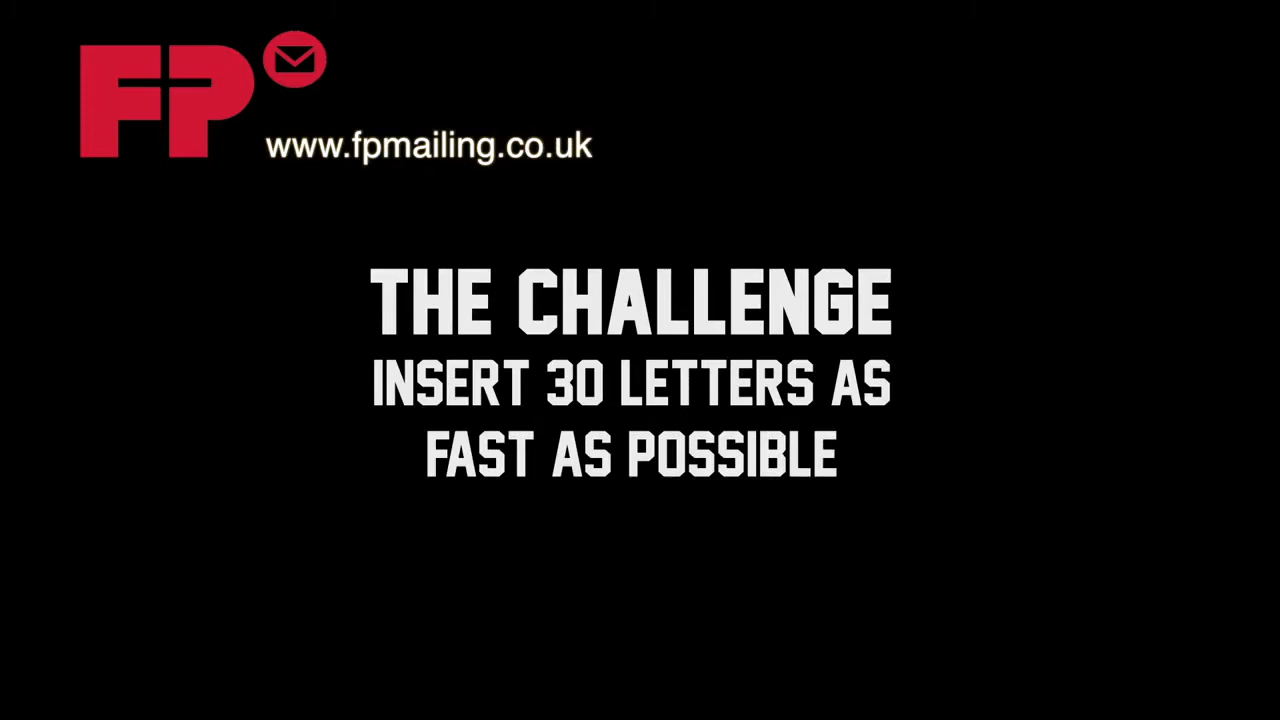 FP
www.fpmailing.co.uk
THE CHALLENGE
INSERT 30 LETTERS AS
FAST AS POSSIBLE